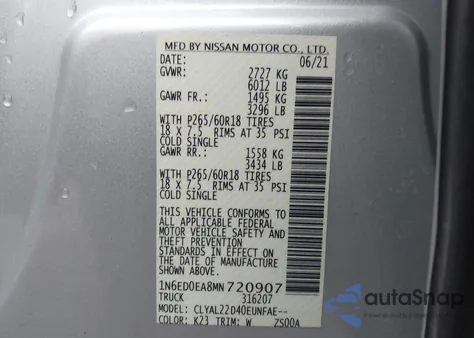 MFD BY NISSAN MOTOR CO., LTD.
DATE: 06/21
GVWR: 2727 KG
6012 LB
GAWR FR: 1495 KG
3296 LB
WITH P265/60R18 TIRES
18 X 7.5 RIMS AT 35 PSI
COLD SINGLE
GAWR RR: 1558 KG
3434 LB
WITH P265/60R18 TIRES
18 X 7.5 RIMS AT 35 PSI
COLD SINGLE
THIS VEHICLE CONFORMS TO
ALL APPLICABLE FEDERAL
MOTOR VEHICLE SAFETY AND
THEFT PREVENTION
STANDARDS IN EFFECT ON
THE DATE OF MANUFACTURE
SHOWN ABOVE
1N6ED0EA8MN720907
TRUCK 316207
MODEL: CLYAL22D40EUNFAE--
COLOR: K23 TRIM: W ZS00A
autoSnap